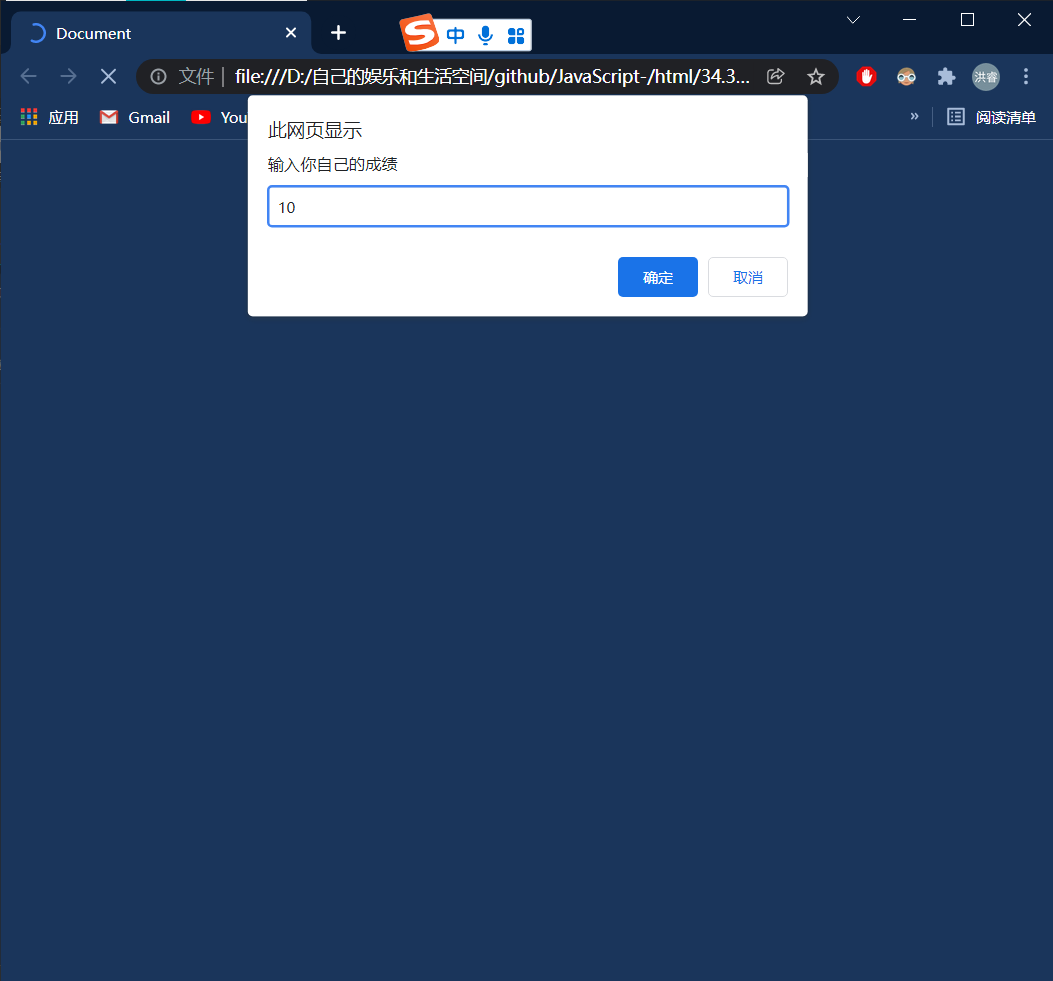 Document
中
文件
file:///D:/自己的娱乐和生活空间/github/JavaScript-/html/34.3...
洪睿
应用
Gmail
You
»
阅读清单
此网页显示
输入你自己的成绩
10
确定
取消